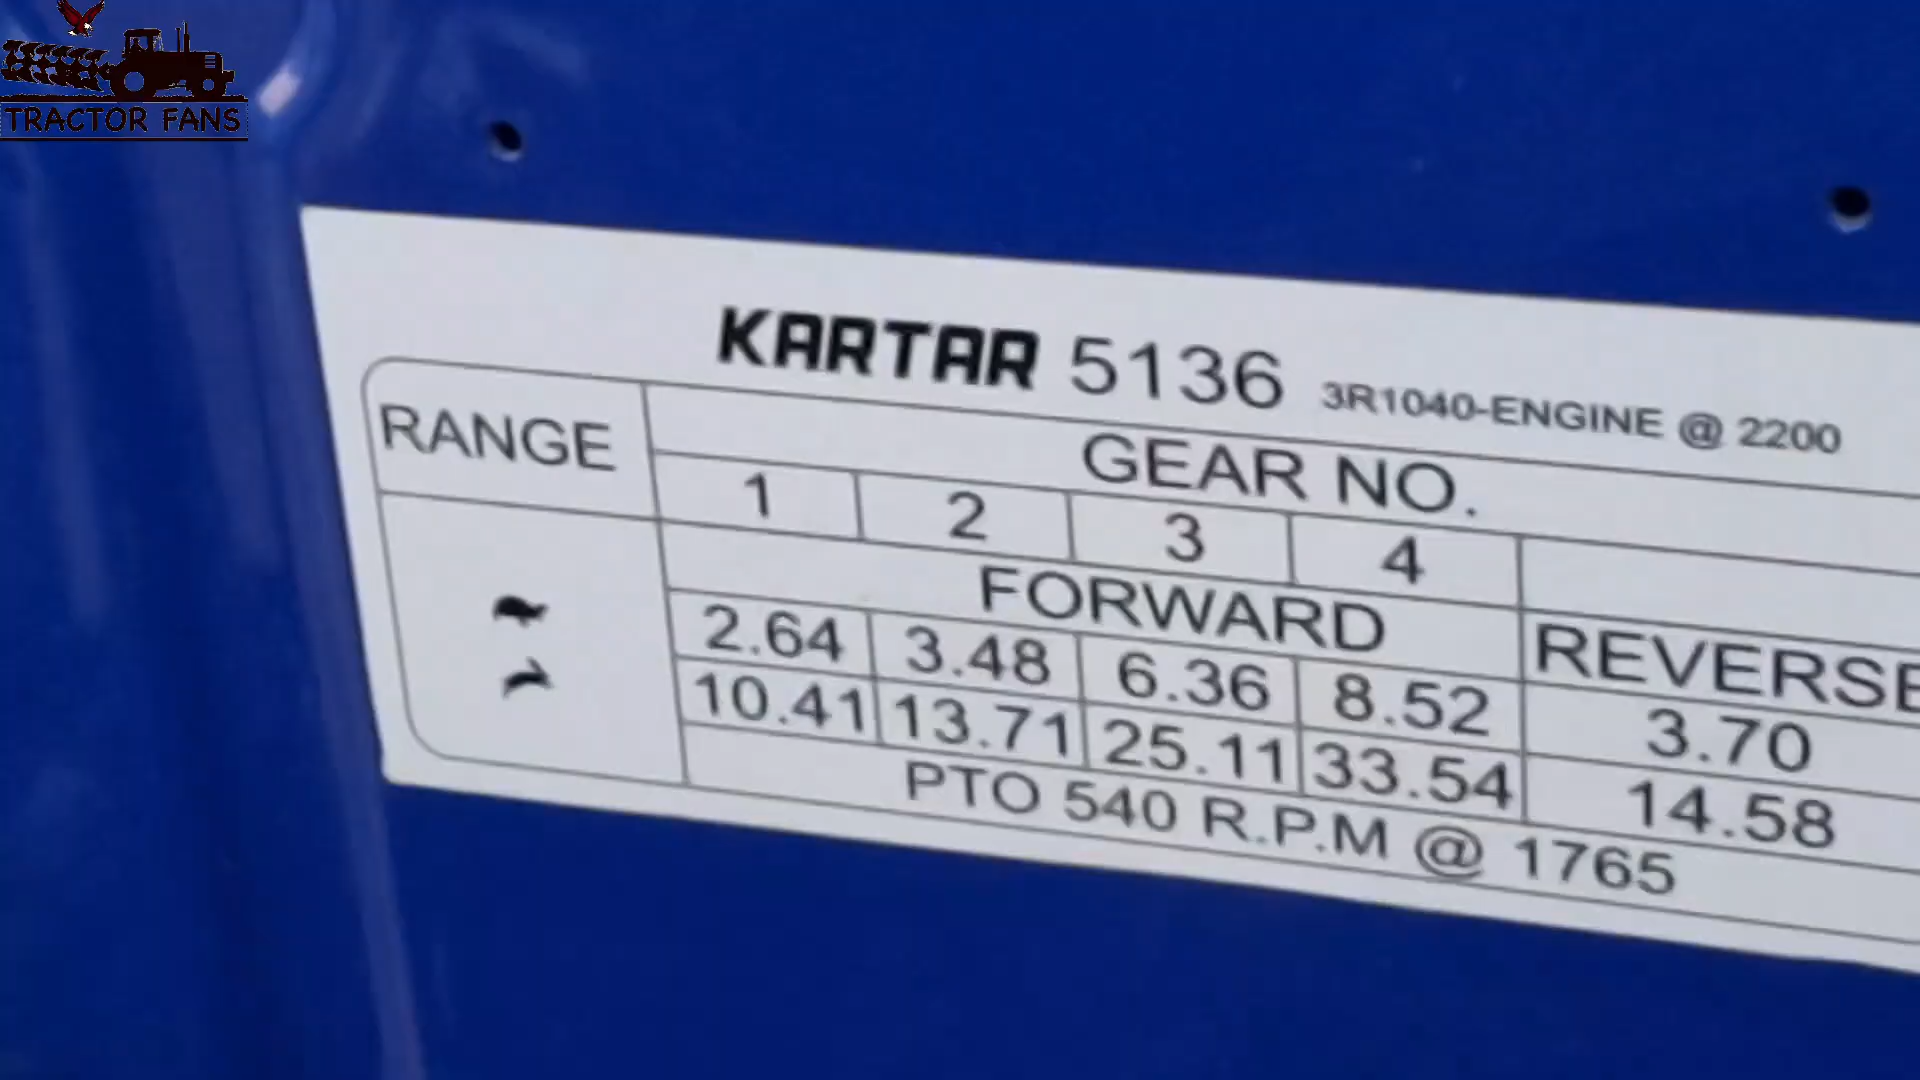 TRACTOR FANS
KARTAR 5136 3R1040-ENGINE @ 2200
RANGE GEAR NO.
1 2 3 4
FORWARD REVERSE
2.64 3.48 6.36 8.52 3.70
10.41 13.71 25.11 33.54 14.58
PTO 540 R.P.M @ 1765